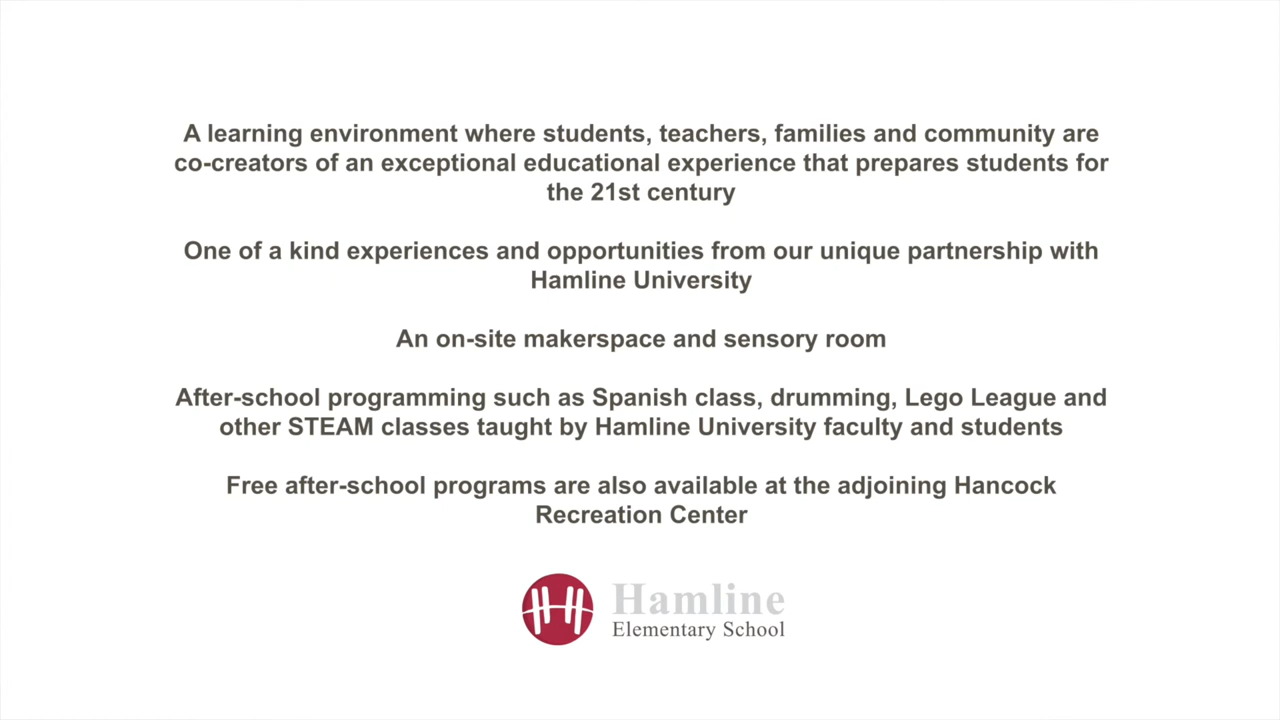 A learning environment where students, teachers, families and community are
co-creators of an exceptional educational experience that prepares students for
the 21st century
One of a kind experiences and opportunities from our unique partnership with
Hamline University
An on-site makerspace and sensory room
After-school programming such as Spanish class, drumming, Lego League and
other STEAM classes taught by Hamline University faculty and students
Free after-school programs are also available at the adjoining Hancock
Recreation Center
Hamline
Elementary School